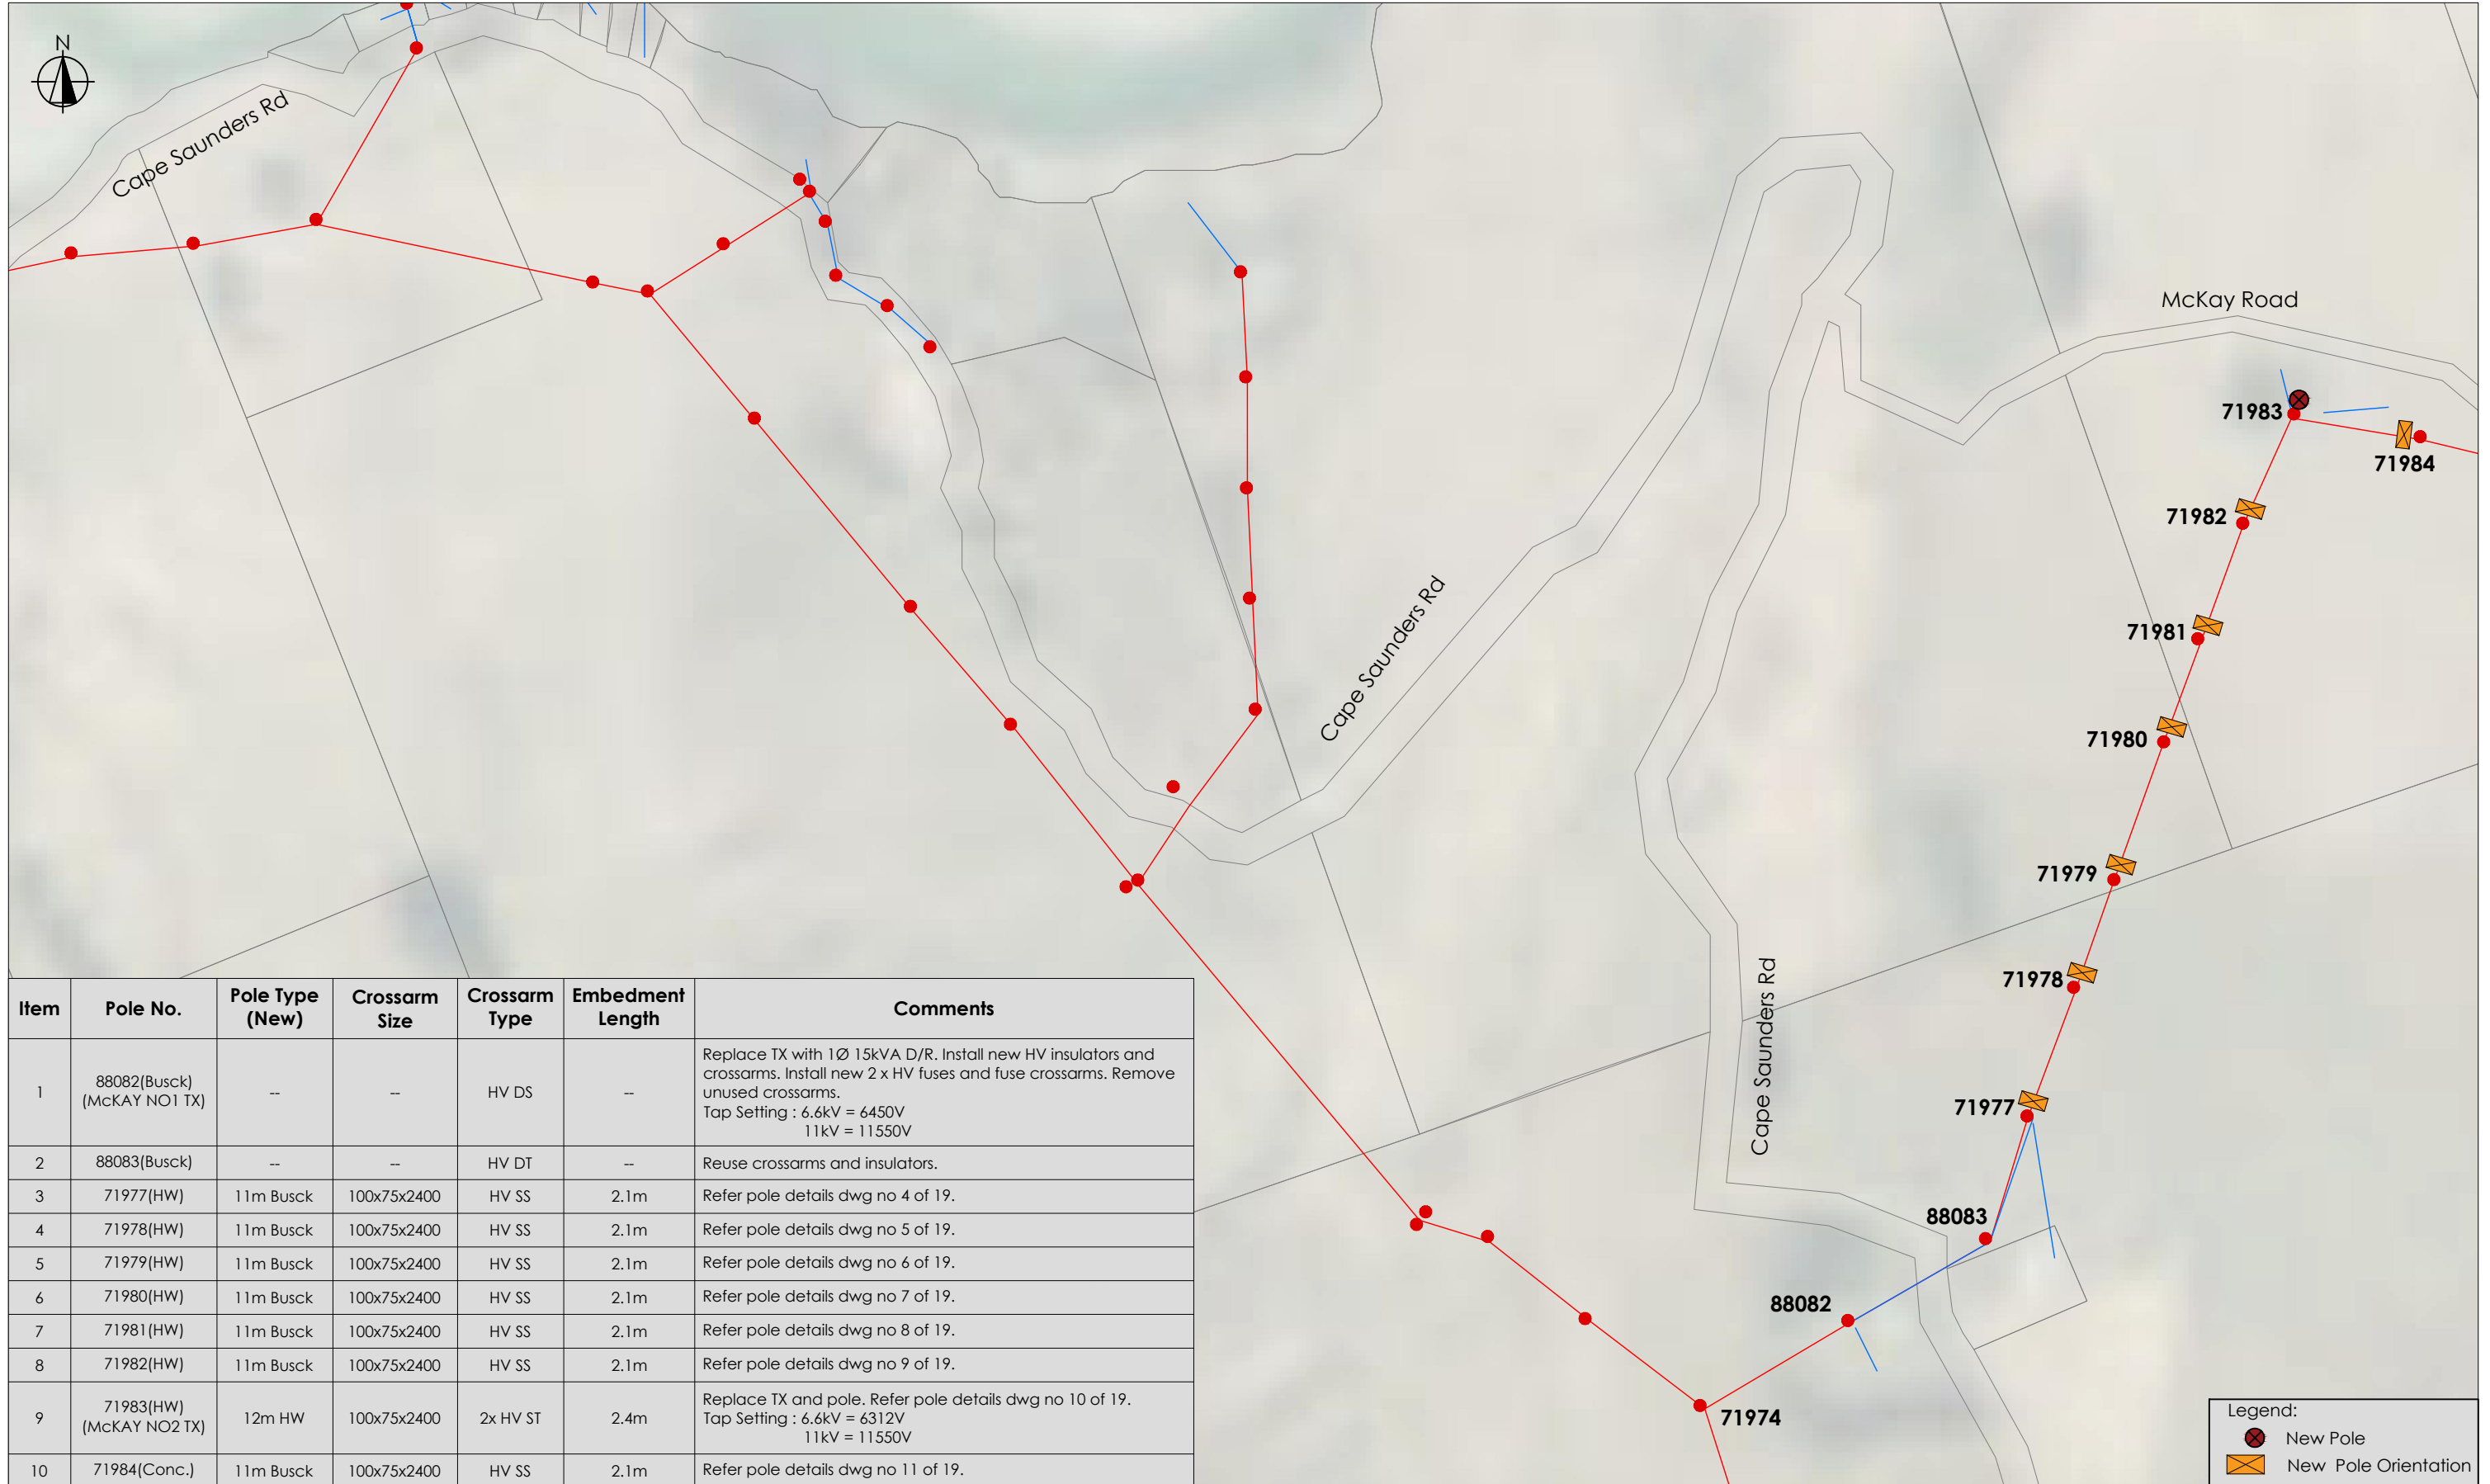 N
Cape Saunders Rd
McKay Road
71983
71984
71982
71981
Cape Saunders Rd
71980
71979
71978
Cape Saunders Rd
71977
88083
88082
71974
Item Pole No. Pole Type (New) Crossarm Size Crossarm Type Embedment Length Comments
1 88082(Busck) (McKAY NO1 TX) -- -- HV DS -- Replace TX with 1Ø 15kVA D/R. Install new HV insulators and
crossarms. Install new 2 x HV fuses and fuse crossarms. Remove
unused crossarms.
Tap Setting : 6.6kV = 6450V
11kV = 11550V
2 88083(Busck) -- -- HV DT -- Reuse crossarms and insulators.
3 71977(HW) 11m Busck 100x75x2400 HV SS 2.1m Refer pole details dwg no 4 of 19.
4 71978(HW) 11m Busck 100x75x2400 HV SS 2.1m Refer pole details dwg no 5 of 19.
5 71979(HW) 11m Busck 100x75x2400 HV SS 2.1m Refer pole details dwg no 6 of 19.
6 71980(HW) 11m Busck 100x75x2400 HV SS 2.1m Refer pole details dwg no 7 of 19.
7 71981(HW) 11m Busck 100x75x2400 HV SS 2.1m Refer pole details dwg no 8 of 19.
8 71982(HW) 11m Busck 100x75x2400 HV SS 2.1m Refer pole details dwg no 9 of 19.
9 71983(HW) (McKAY NO2 TX) 12m HW 100x75x2400 2x HV ST 2.4m Replace TX and pole. Refer pole details dwg no 10 of 19.
Tap Setting : 6.6kV = 6312V
11kV = 11550V
10 71984(Conc.) 11m Busck 100x75x2400 HV SS 2.1m Refer pole details dwg no 11 of 19.
Legend:
New Pole
New Pole Orientation